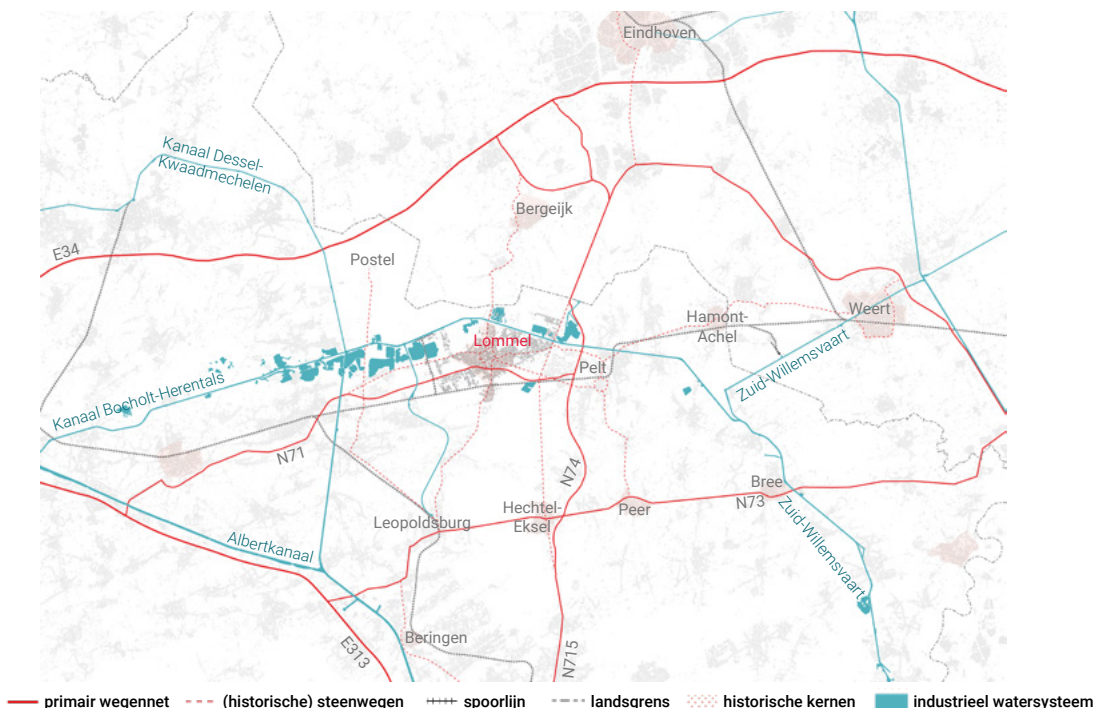 Eindhoven
Kanaal Dessel-
Kwaadmechelen
Bergeijk
E34
Postel
Hamont-
Achel
Weert
Lommel
Pelt
Zuid-Willemsvaart
Kanaal Bocholt-Herentals
N71
N74
Bree
N73
Hechtel-
Eksel
Peer
Leopoldsburg
Zuid-Willemsvaart
Albertkanaal
Beringen
E313
N715
primair wegennet
(historische) steenwegen
spoorlijn
landsgrens
historische kernen
industrieel watersysteem